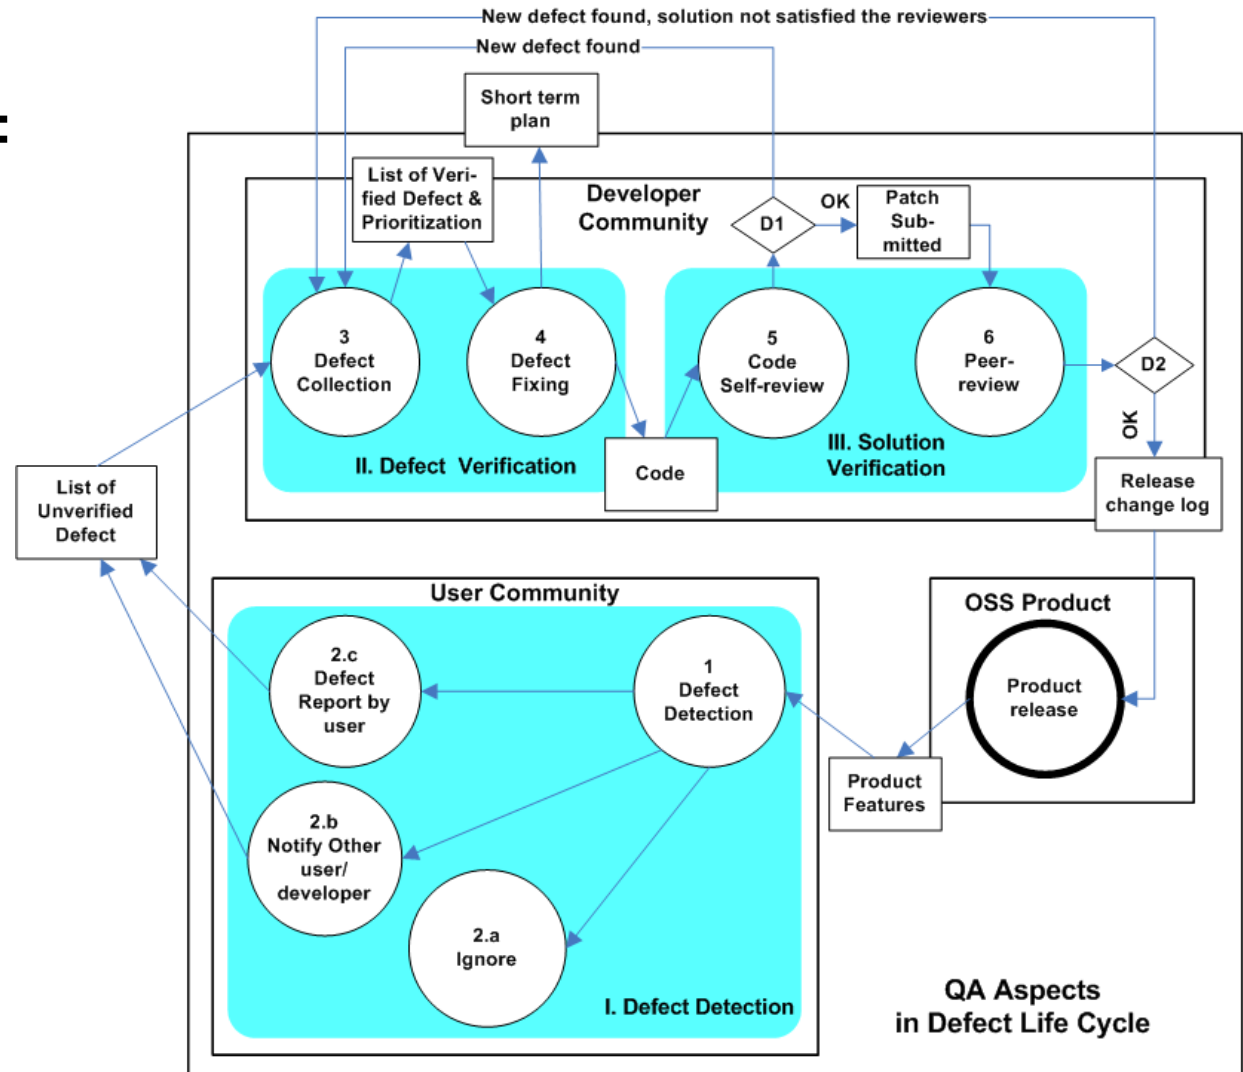 :
New defect found, solution not satisfied the reviewers
New defect found
Short term
plan
List of Veri-
fied Defect &
Prioritization
Developer
Community
D1
OK
Patch
Sub-
mitted
3
Defect
Collection
4
Defect
Fixing
5
Code
Self-review
6
Peer-
review
D2
OK
II. Defect Verification
Code
III. Solution
Verification
Release
change log
List of
Unverified
Defect
User Community
2.c
Defect
Report by
user
1
Defect
Detection
OSS Product
Product
release
Product
Features
2.b
Notify Other
user/
developer
2.a
Ignore
I. Defect Detection
QA Aspects
in Defect Life Cycle